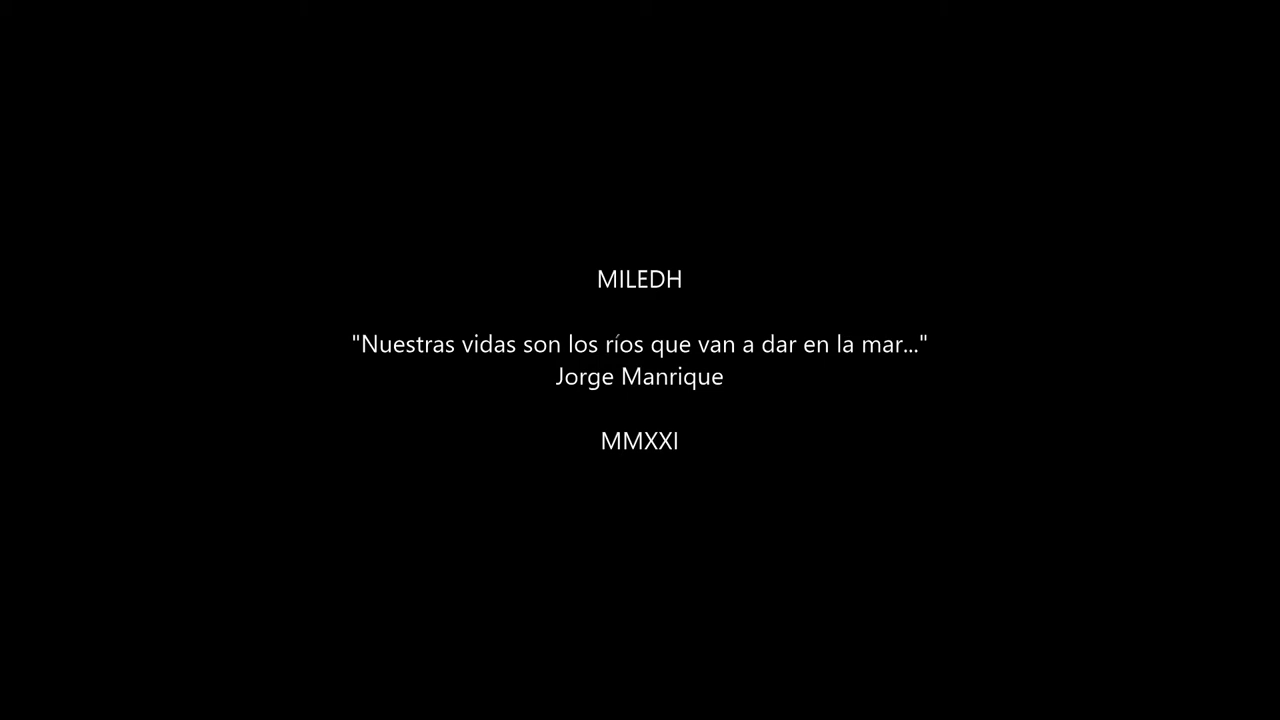 MILEDH
"Nuestras vidas son los ríos que van a dar en la mar..."
Jorge Manrique
MMXXI